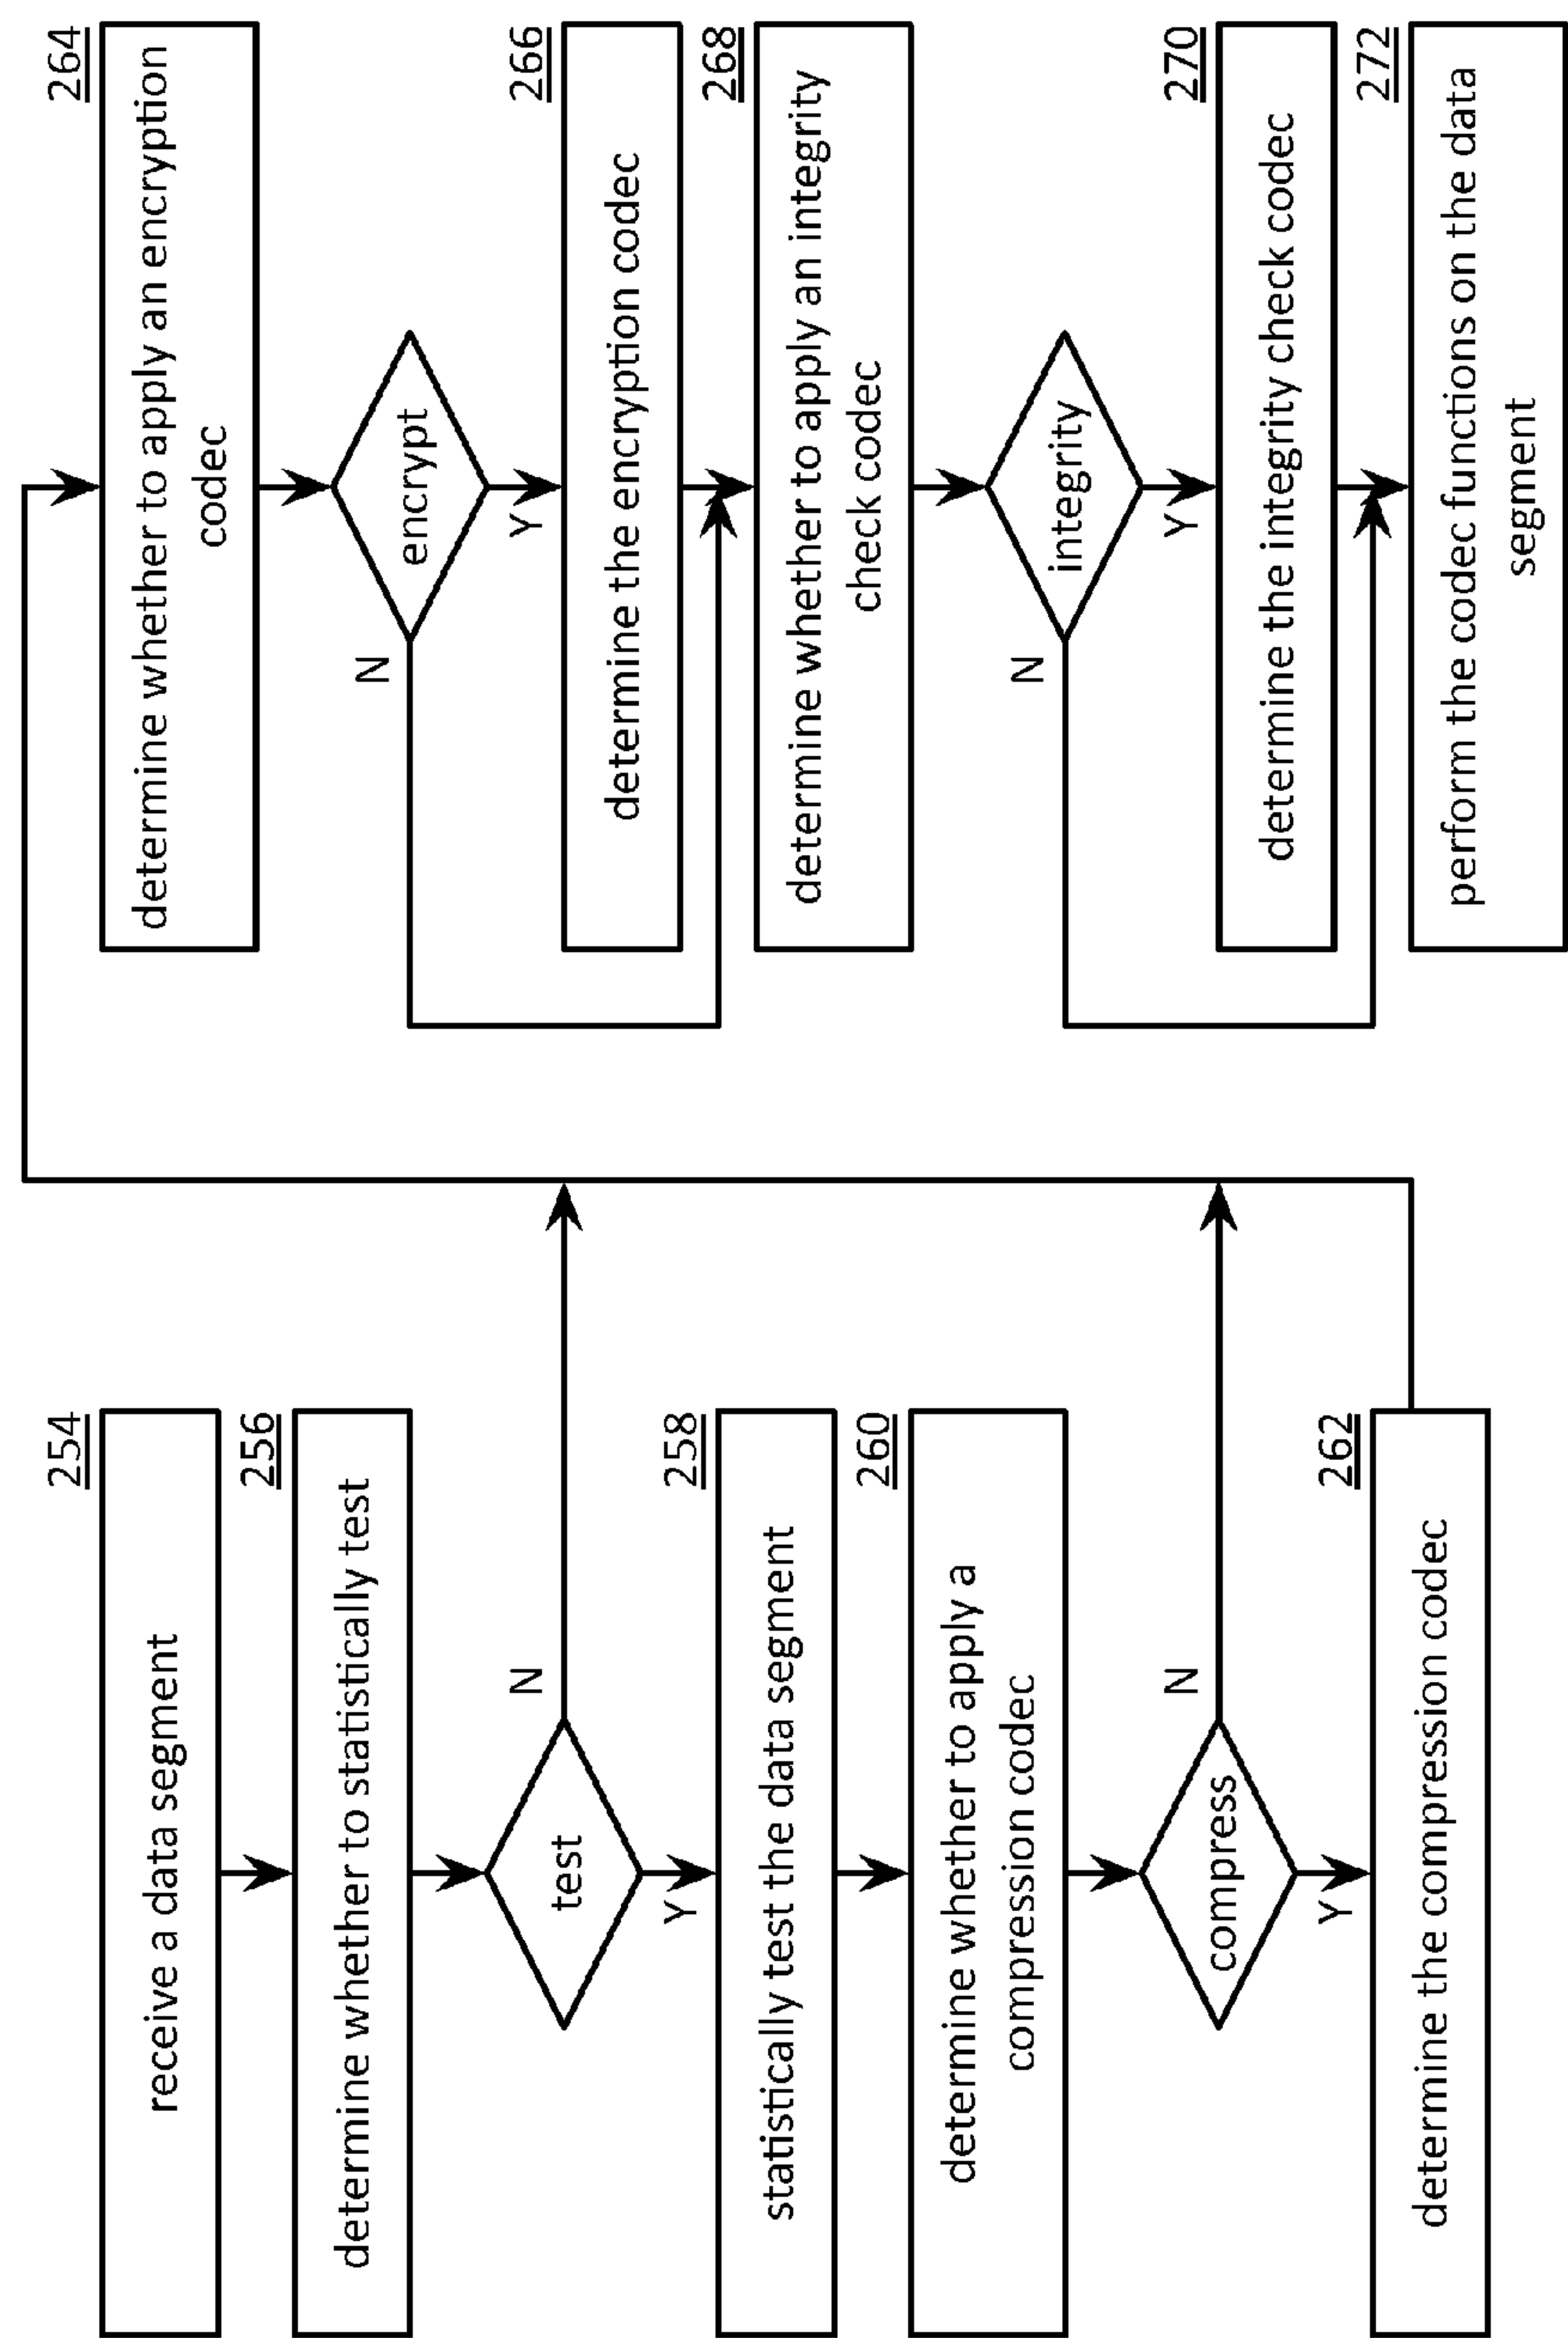 254
receive a data segment
256
determine whether to statistically test
test
N
Y
258
statistically test the data segment
260
determine whether to apply a
compression codec
compress
N
Y
262
determine the compression codec
264
determine whether to apply an encryption
codec
encrypt
N
Y
266
determine the encryption codec
268
determine whether to apply an integrity
check codec
integrity
N
Y
270
determine the integrity check codec
272
perform the codec functions on the data
segment